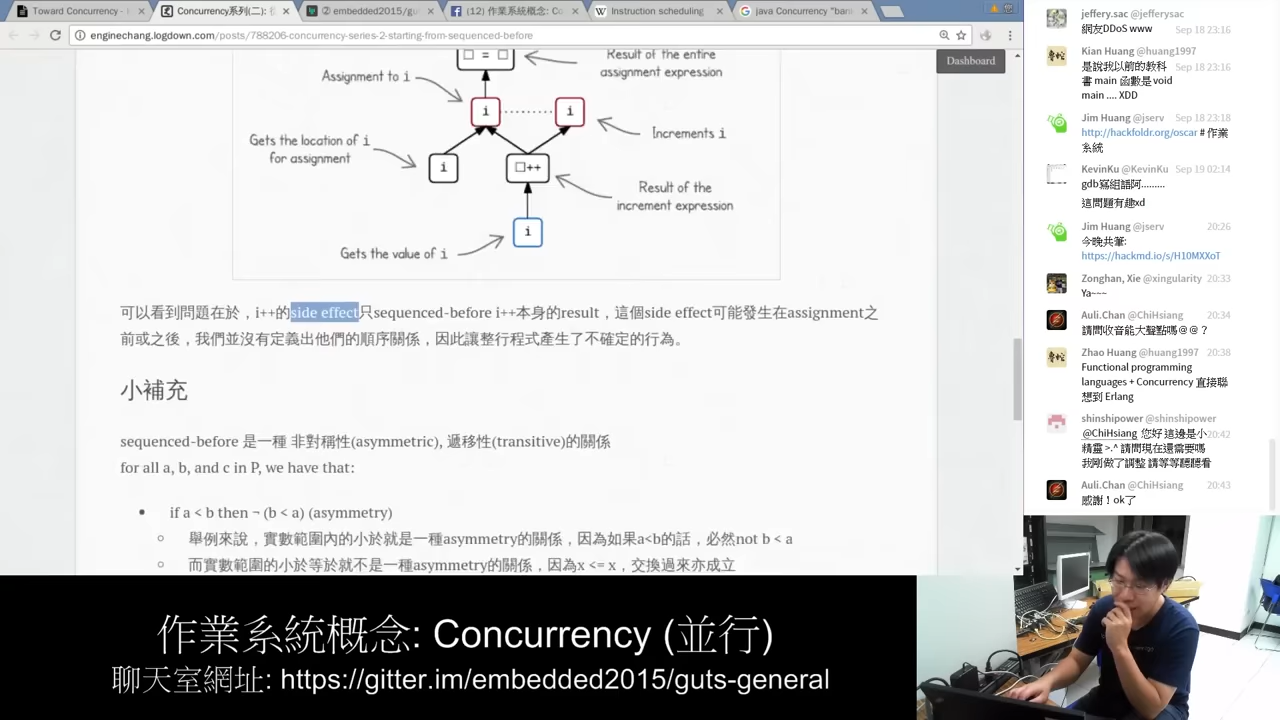 Toward Concurrency -
Concurrency系列(二): 從
② embedded2015/gu
(12) 作業系統概念: Co
Instruction scheduling
java Concurrency "ban
enginechang.logdown.com/posts/788206-concurrency-series-2-starting-from-sequenced-before
Dashboard
□ = □
Result of the entire
assignment expression
Assignment to i
i
i
Increments i
Gets the location of i
for assignment
i
□++
Result of the
increment expression
i
Gets the value of i
可以看到問題在於，i++的side effect只sequenced-before i++本身的result，這個side effect可能發生在assignment之
前或之後，我們並沒有定義出他們的順序關係，因此讓整行程式產生了不確定的行為。
小補充
sequenced-before 是一種 非對稱性(asymmetric), 遞移性(transitive)的關係
for all a, b, and c in P, we have that:
• if a < b then ¬ (b < a) (asymmetry)
○ 舉例來說，實數範圍內的小於就是一種asymmetry的關係，因為如果a<b的話，必然not b < a
○ 而實數範圍的小於等於就不是一種asymmetry的關係，因為x <= x，交換過來亦成立
jeffery.sac @jefferysac
網友DDoS www Sep 18 23:16
Kian Huang @huang1997
是說我以前的教科 Sep 18 23:16
書 main 函數是 void
main .... XDD
Jim Huang @jserv Sep 18 23:18
http://hackfoldr.org/oscar # 作業
系統
KevinKu @KevinKu Sep 19 02:14
gdb寫組語阿.........
這問題有趣xd
Jim Huang @jserv 20:26
今晚共筆:
https://hackmd.io/s/H10MXXoT
Zonghan, Xie @xingularity 20:33
Ya~~~
Auli.Chan @ChiHsiang 20:34
請問收音能大聲點嗎＠＠？
Zhao Huang @huang1997 20:38
Functional programming
languages + Concurrency 直接聯
想到 Erlang
shinshipower @shinshipower
@ChiHsiang 您好 這邊是小 20:42
精靈 >.^ 請問現在還需要嗎
我剛做了調整 請等等聽聽看
Auli.Chan @ChiHsiang 20:43
感謝！ok了
作業系統概念: Concurrency (並行)
聊天室網址: https://gitter.im/embedded2015/guts-general